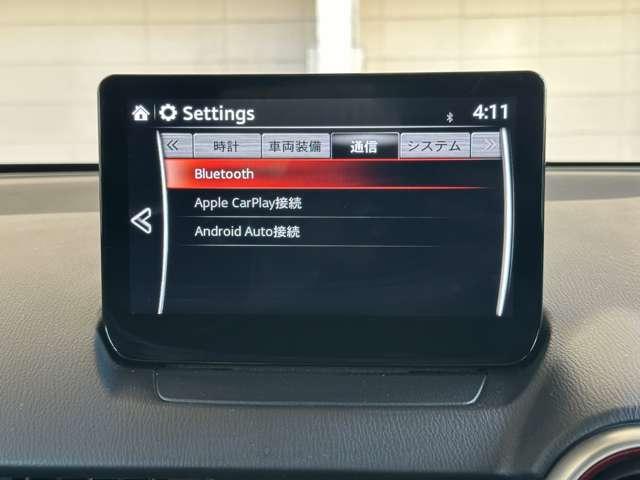 Settings 4:11
時計 車両装備 通信 システム
Bluetooth
Apple CarPlay接続
Android Auto接続